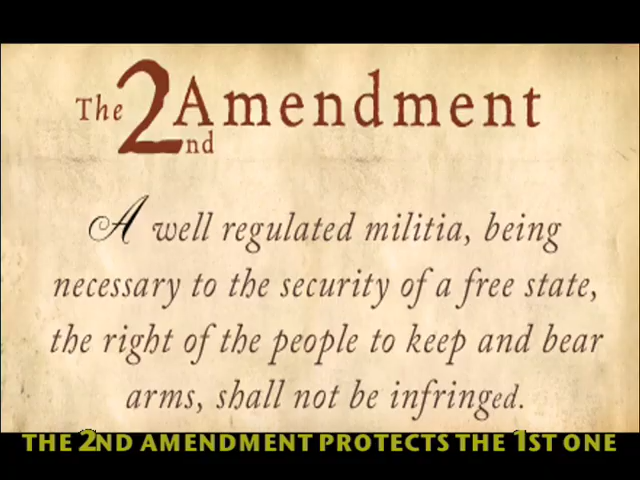 The 2nd Amendment
A well regulated militia, being
necessary to the security of a free state,
the right of the people to keep and bear
arms, shall not be infringed.
THE 2ND AMENDMENT PROTECTS THE 1ST ONE